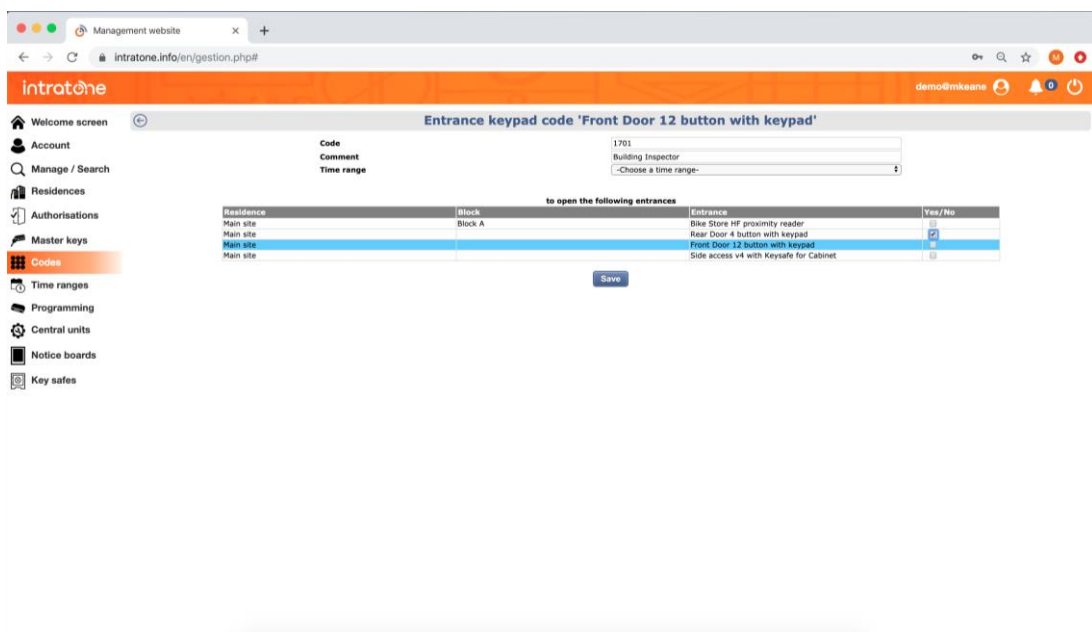 Management website
intratone.info/en/gestion.php#
M
intratone
demo@mkeane
0
Welcome screen
Account
Manage / Search
Residences
Authorisations
Master keys
Codes
Time ranges
Programming
Central units
Notice boards
Key safes
Entrance keypad code 'Front Door 12 button with keypad'
Code 1701
Comment Building Inspector
Time range -Choose a time range-
to open the following entrances
Residence Block Entrance Yes/No
Main site Block A Bike Store HF proximity reader
Main site Rear Door 4 button with keypad
Main site Front Door 12 button with keypad
Main site Side access v4 with Keysafe for Cabinet
Save